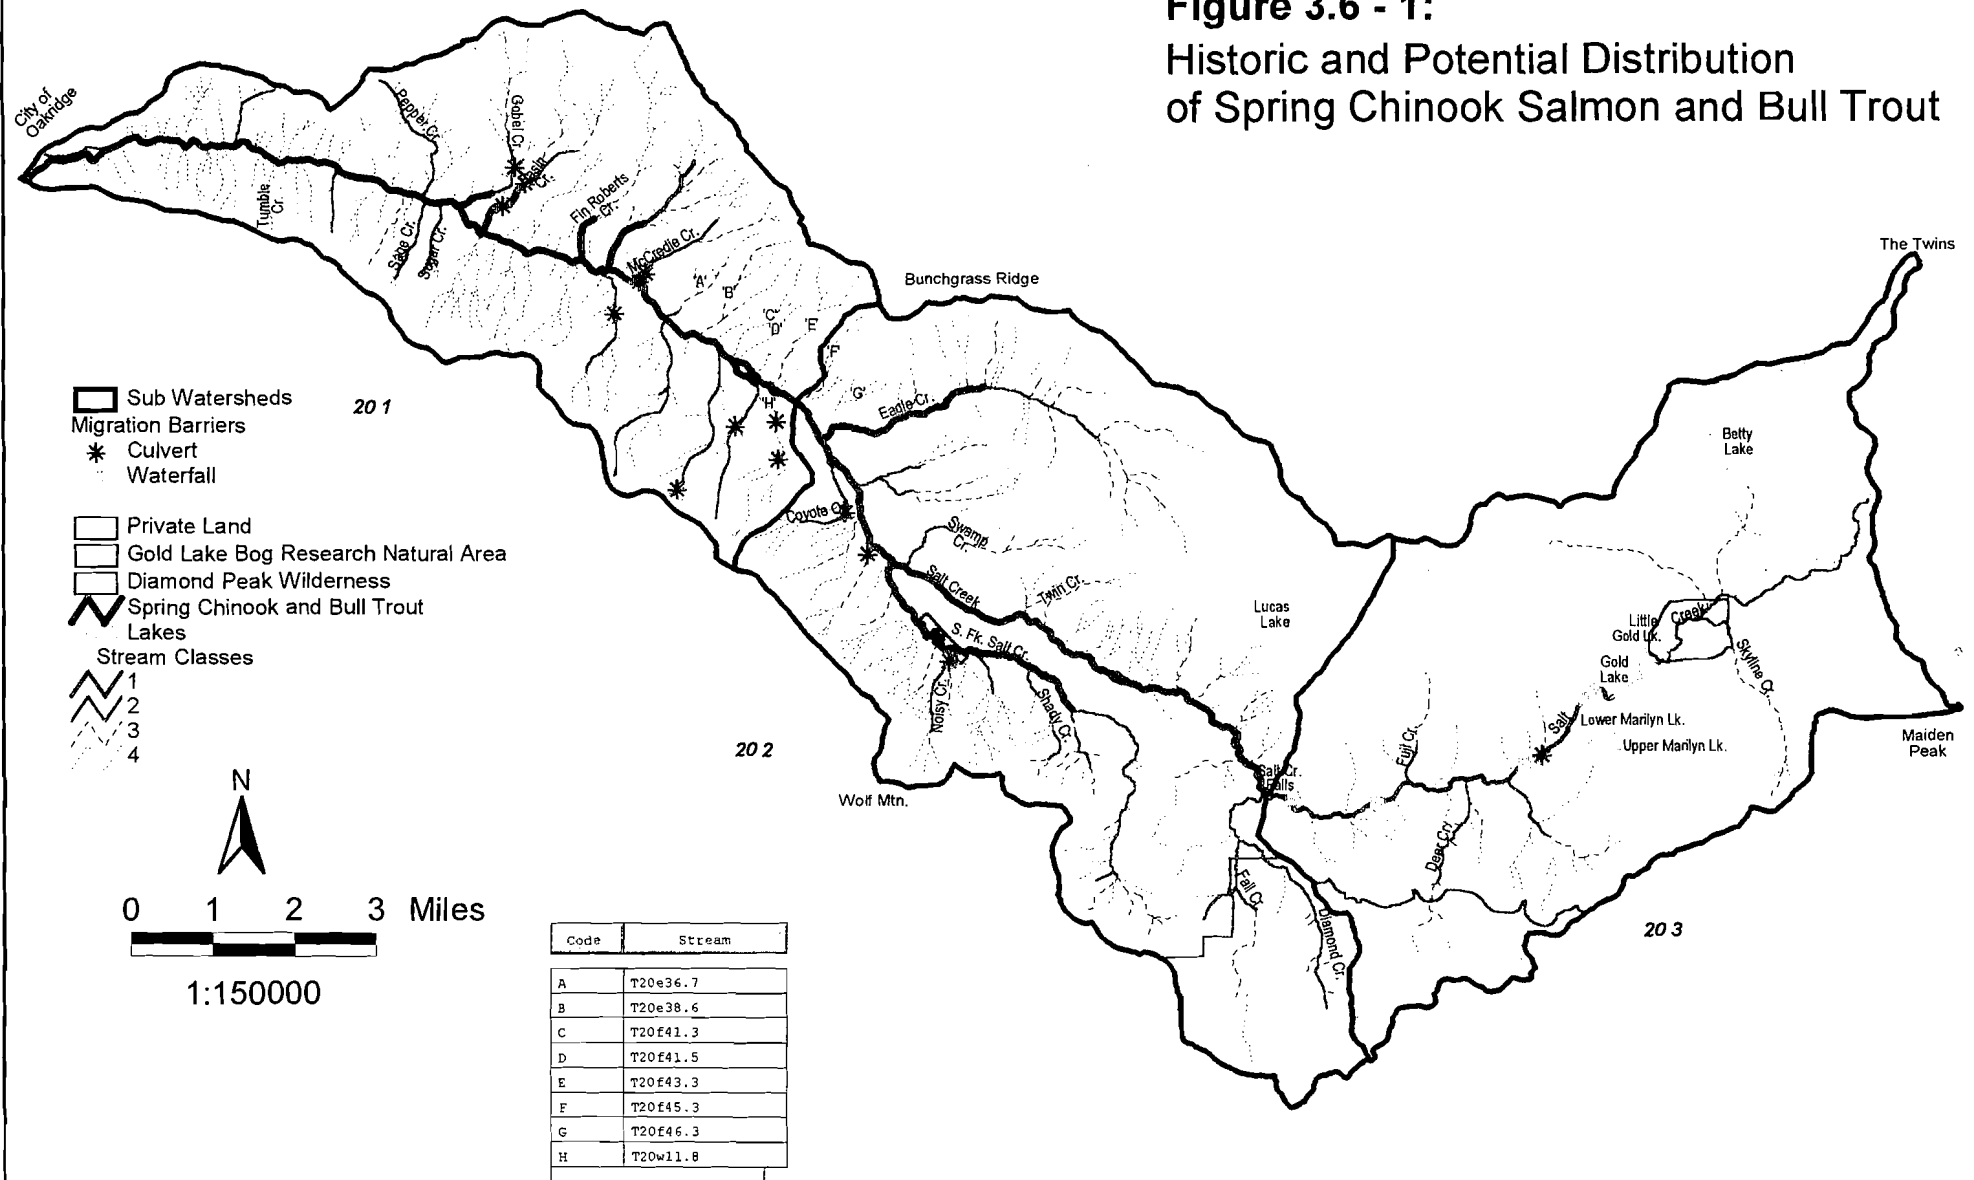 Figure 3.6 - 1:
Historic and Potential Distribution
of Spring Chinook Salmon and Bull Trout
City of
Oakridge
Pepper Cr.
Gobel Cr.
Basin
Cr.
Fin Roberts
Cr.
Tumble
Cr.
Sage Cr.
Sugar Cr.
McCredie Cr.
'A'
'B'
'C'
'D'
'E'
'F'
'G'
'H'
Bunchgrass Ridge
The Twins
Eagle Cr.
Betty
Lake
Coyote Cr.
Swamp
Cr.
Salt Creek
Twin Cr.
S. Fk. Salt Cr.
Lucas
Lake
Noisy Cr.
Shady Cr.
Little
Gold Lk.
Creek
Skyline Cr.
Gold
Lake
Salt
Lower Marilyn Lk.
Upper Marilyn Lk.
Fuji Cr.
Salt Cr.
Falls
Deer Cr.
Fall Cr.
Diamond Cr.
Maiden
Peak
Wolf Mtn.
20 1
20 2
20 3
Sub Watersheds
Migration Barriers
Culvert
Waterfall
Private Land
Gold Lake Bog Research Natural Area
Diamond Peak Wilderness
Spring Chinook and Bull Trout
Lakes
Stream Classes
1
2
3
4
N
0 1 2 3 Miles
1:150000
Code Stream
A T20e36.7
B T20e38.6
C T20f41.3
D T20f41.5
E T20f43.3
F T20f45.3
G T20f46.3
H T20w11.8